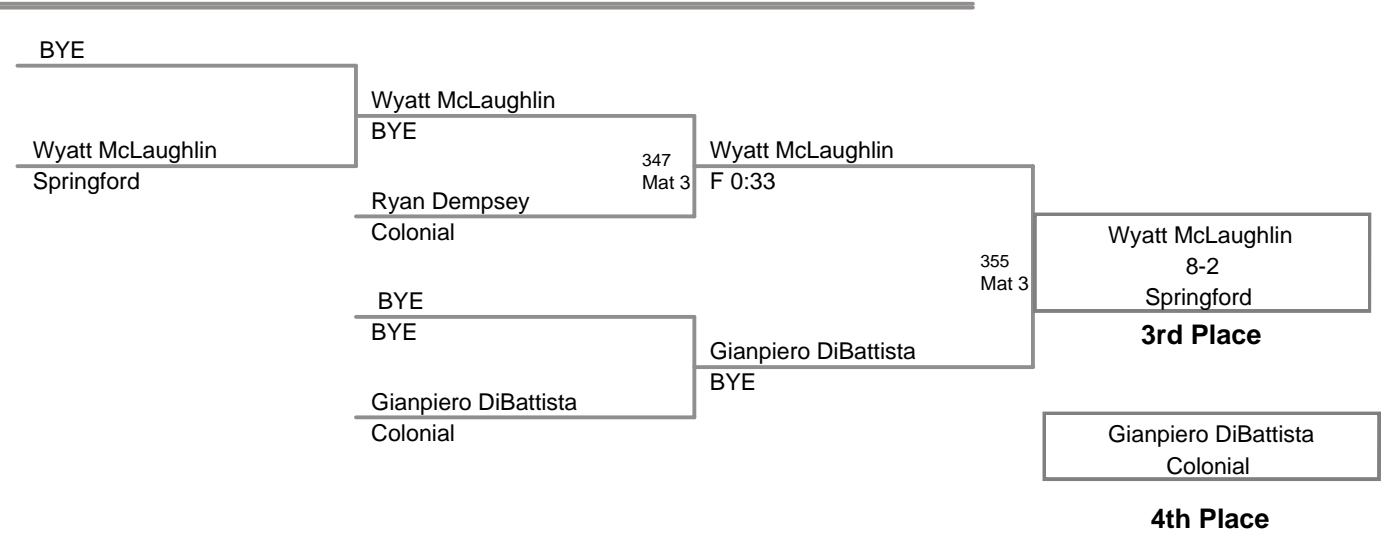 BYE
Wyatt McLaughlin
BYE
Wyatt McLaughlin
Springford
347
Mat 3
Wyatt McLaughlin
F 0:33
Ryan Dempsey
Colonial
Wyatt McLaughlin
8-2
Springford
355
Mat 3
BYE
BYE
3rd Place
Gianpiero DiBattista
BYE
Gianpiero DiBattista
Colonial
Gianpiero DiBattista
Colonial
4th Place